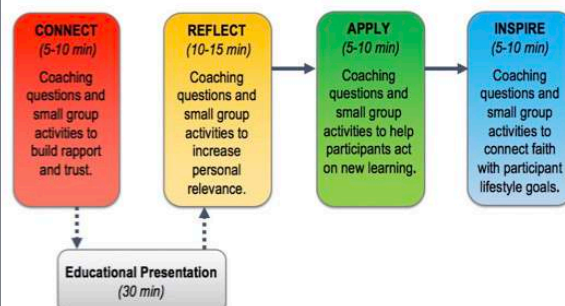 CONNECT
(5-10 min)
Coaching
questions and
small group
activities to
build rapport
and trust.
REFLECT
(10-15 min)
Coaching
questions and
small group
activities to
increase
personal
relevance.
APPLY
(5-10 min)
Coaching
questions and
small group
activities to help
participants act
on new learning.
INSPIRE
(5-10 min)
Coaching
questions and
small group
activities to
connect faith
with participant
lifestyle goals.
Educational Presentation
(30 min)